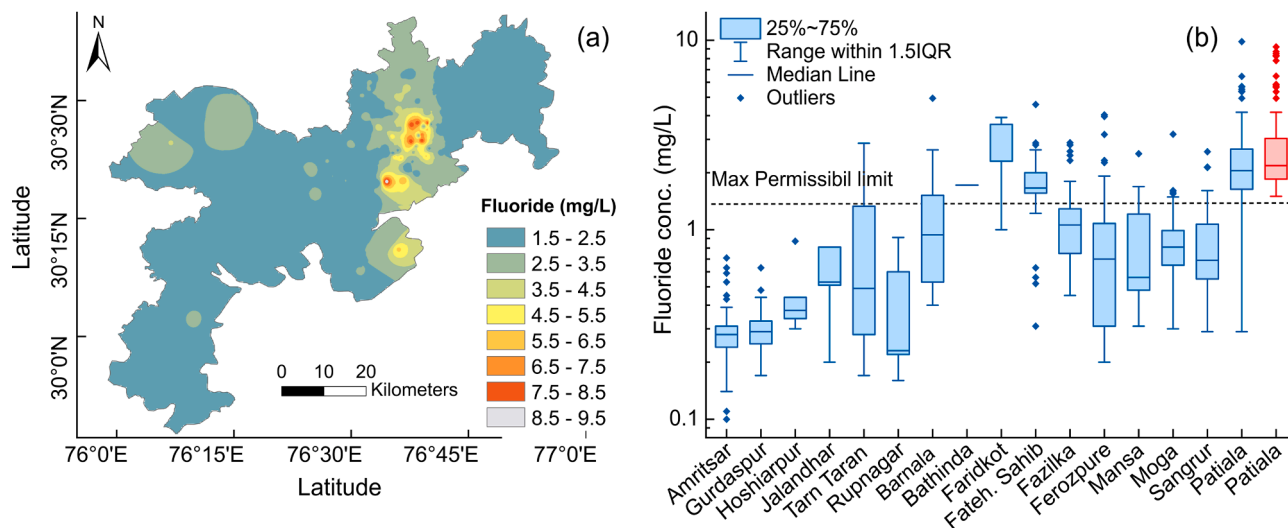 N
(a)
30°30'N
30°15'N
30°0'N
Latitude
Fluoride (mg/L)
1.5 - 2.5
2.5 - 3.5
3.5 - 4.5
4.5 - 5.5
5.5 - 6.5
6.5 - 7.5
7.5 - 8.5
8.5 - 9.5
0 10 20
Kilometers
76°0'E 76°15'E 76°30'E 76°45'E 77°0'E
Latitude
(b)
25%~75%
Range within 1.5IQR
Median Line
Outliers
Max Permissibil limit
10
1
0.1
Fluoride conc. (mg/L)
Amritsar
Gurdaspur
Hoshiarpur
Jalandhar
Tarn Taran
Rupnagar
Barnala
Bathinda
Faridkot
Fateh. Sahib
Fazilka
Ferozpure
Mansa
Moga
Sangrur
Patiala
Patiala